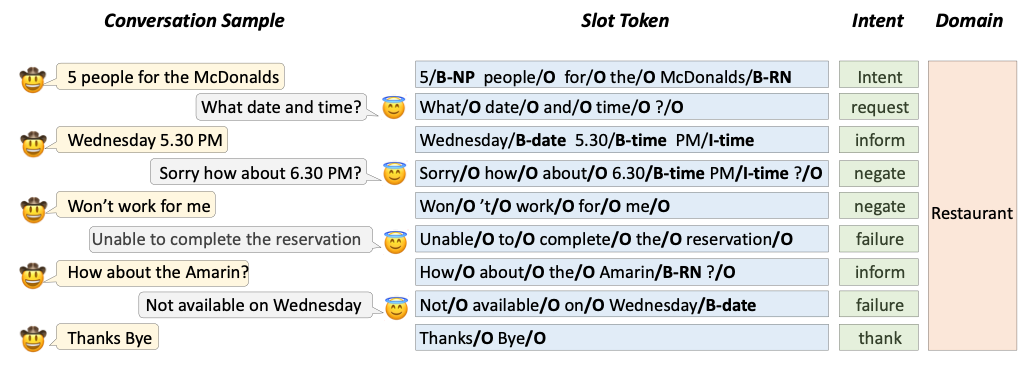 Conversation Sample Slot Token Intent Domain
5 people for the McDonalds 5/B-NP people/O for/O the/O McDonalds/B-RN Intent
What date and time? What/O date/O and/O time/O ?/O request
Wednesday 5.30 PM Wednesday/B-date 5.30/B-time PM/I-time inform
Sorry how about 6.30 PM? Sorry/O how/O about/O 6.30/B-time PM/I-time ?/O negate
Won’t work for me Won/O ’t/O work/O for/O me/O negate
Restaurant
Unable to complete the reservation Unable/O to/O complete/O the/O reservation/O failure
How about the Amarin? How/O about/O the/O Amarin/B-RN ?/O inform
Not available on Wednesday Not/O available/O on/O Wednesday/B-date failure
Thanks Bye Thanks/O Bye/O thank